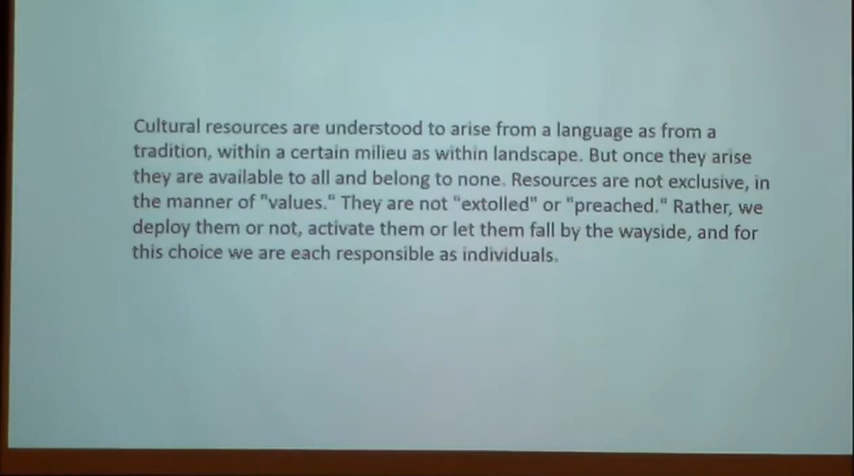 Cultural resources are understood to arise from a language as from a
tradition, within a certain milieu as within landscape. But once they arise
they are available to all and belong to none. Resources are not exclusive, in
the manner of "values." They are not "extolled" or "preached." Rather, we
deploy them or not, activate them or let them fall by the wayside, and for
this choice we are each responsible as individuals.